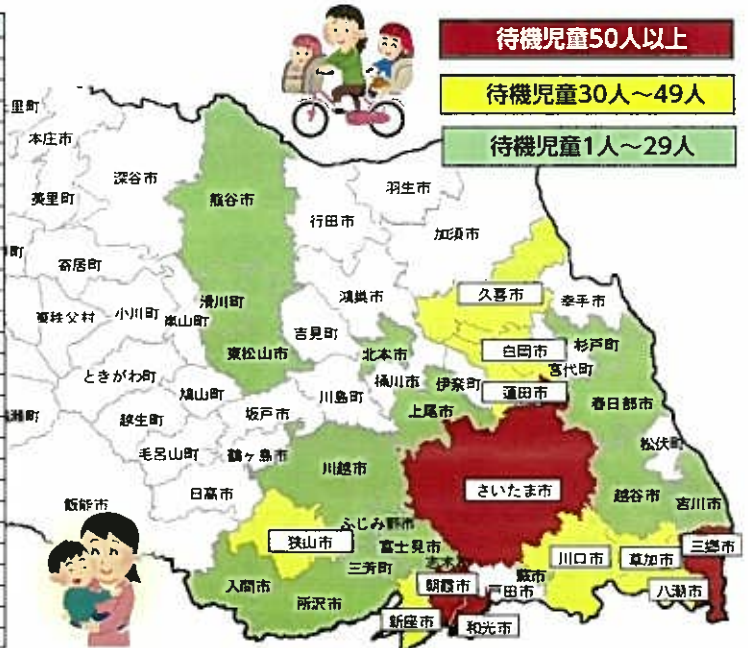 待機児童50人以上
待機児童30人~49人
待機児童1人~29人
里町
本庄市
美里町
深谷市
熊谷市
行田市
羽生市
加須市
寄居町
東秩父村
小川町
嵐山町
滑川町
東松山市
吉見町
鴻巣市
久喜市
幸手市
白岡市
杉戸町
宮代町
北本市
桶川市
伊奈町
蓮田市
春日部市
ときがわ町
鳩山町
川島町
上尾市
坂戸市
越生町
毛呂山町
鶴ヶ島市
松伏町
川越市
さいたま市
日高市
越谷市
飯能市
狭山市
ふじみ野市
富士見市
三芳町
川口市
草加市
三郷市
八潮市
入間市
所沢市
朝霞市
戸田市
蕨市
新座市
和光市